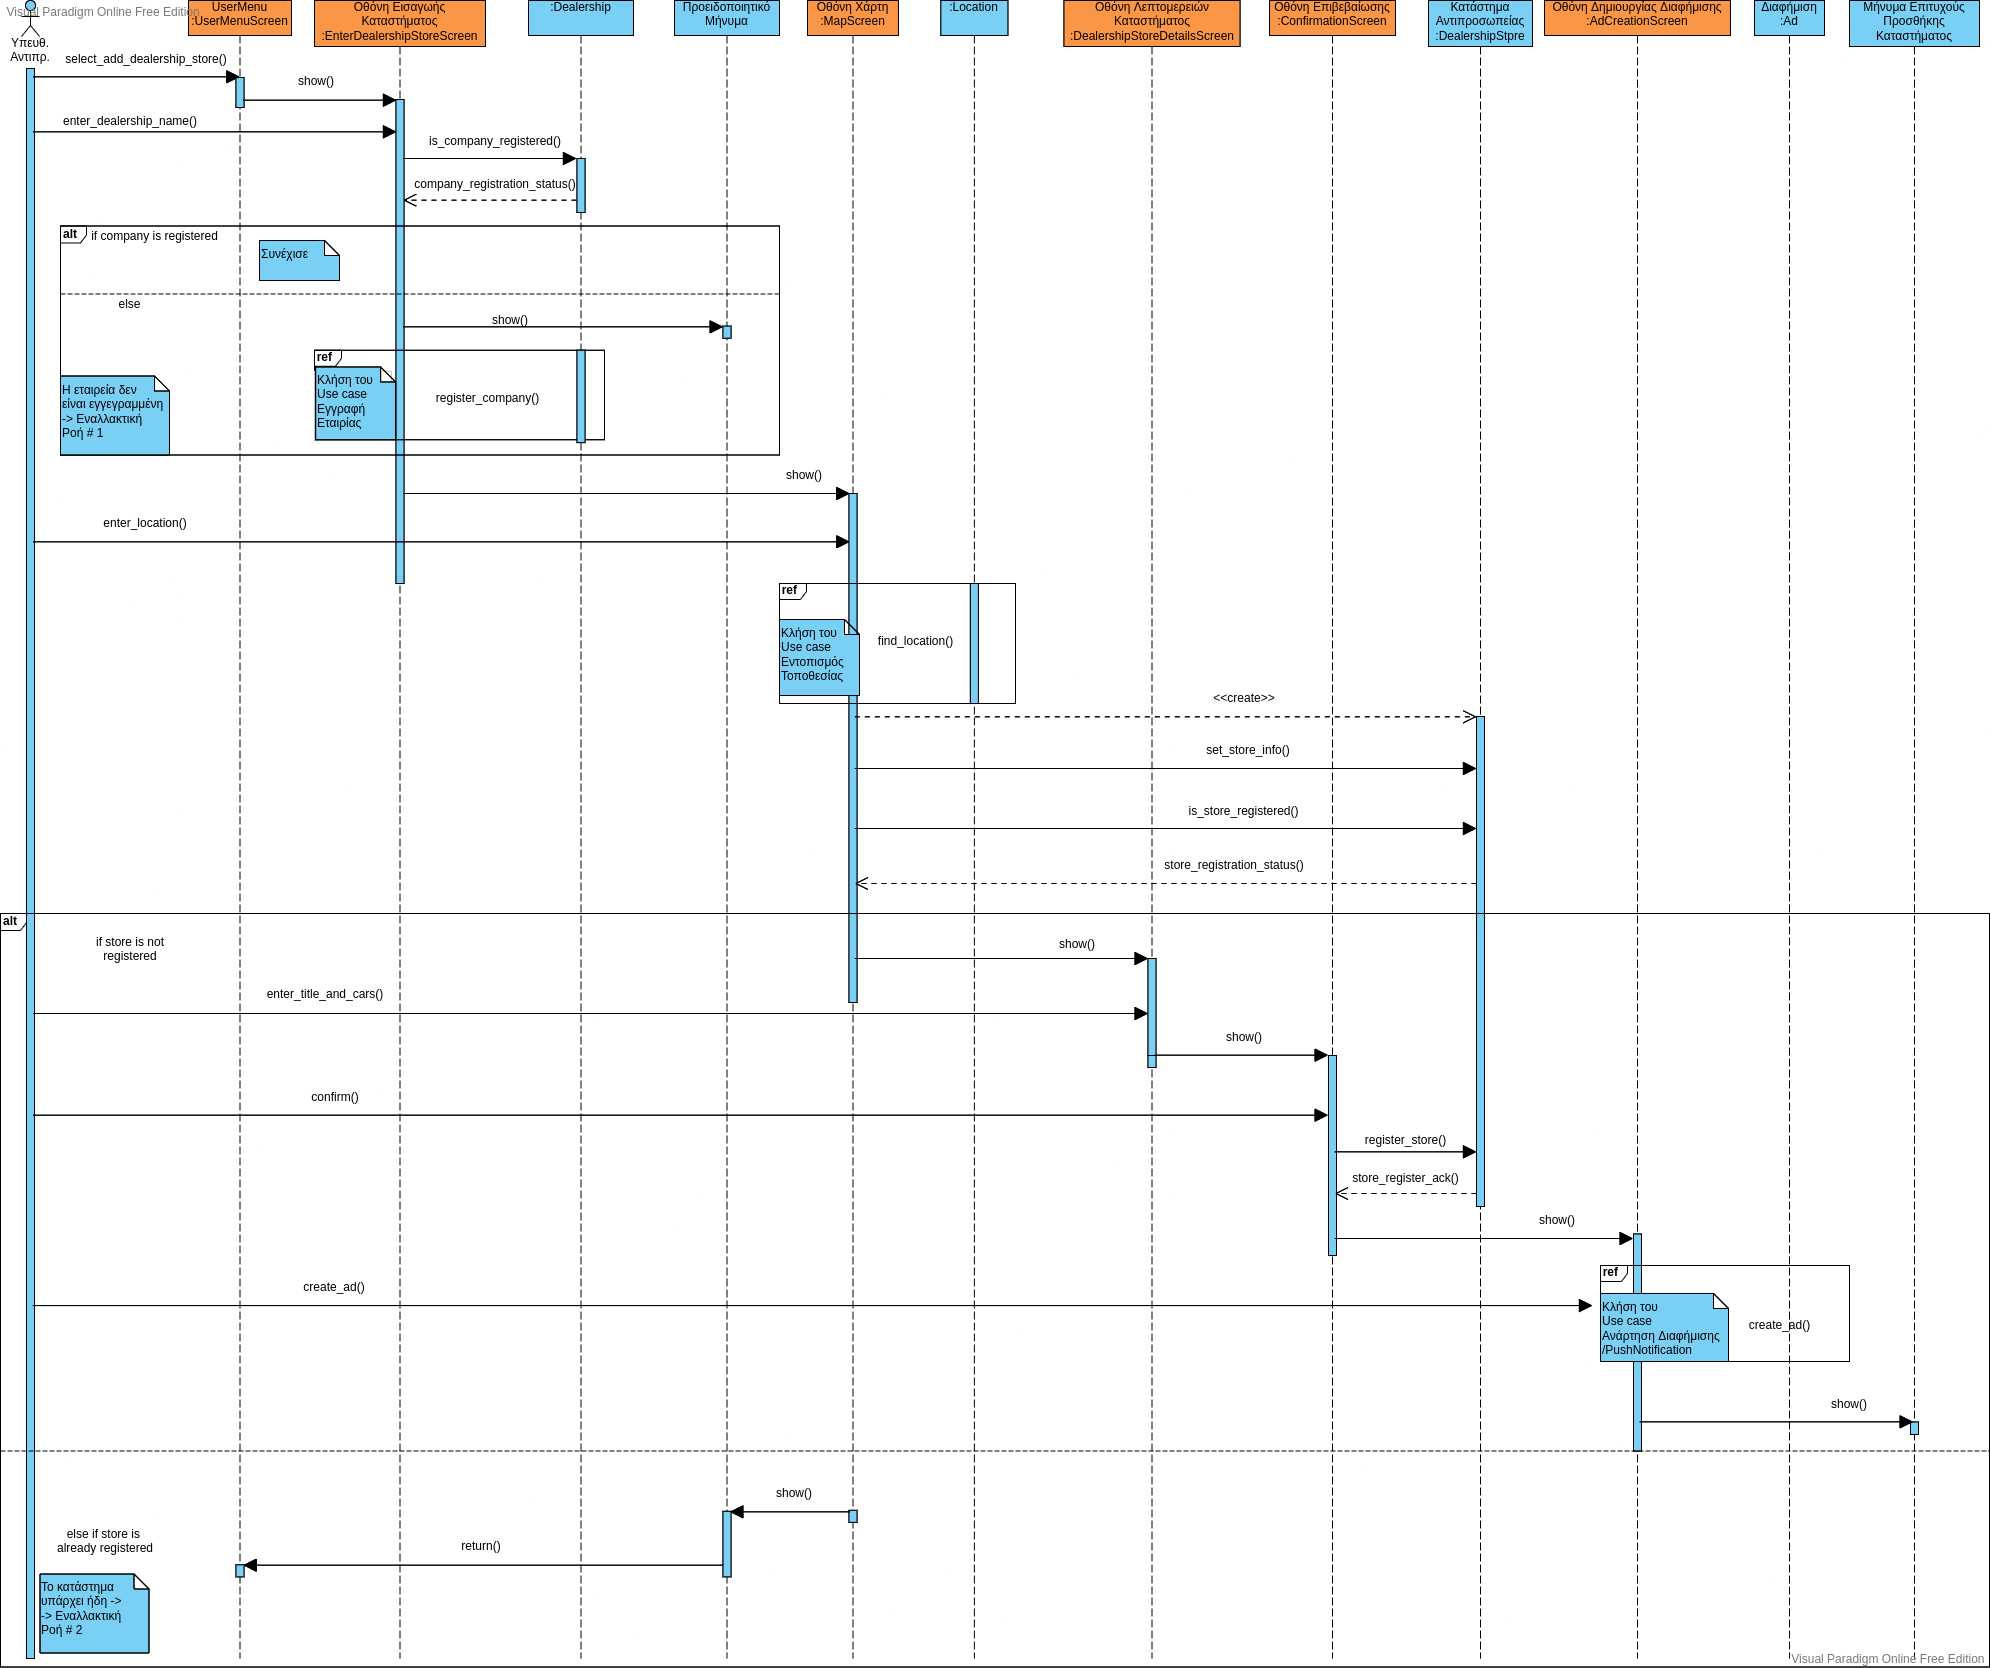 Visual Paradigm Online Free Edition
Υπευθ.
Αντιπρ.
UserMenu
:UserMenuScreen
Οθόνη Εισαγωγής
Καταστήματος
:EnterDealershipStoreScreen
:Dealership
Προειδοποιητικό
Μήνυμα
Οθόνη Χάρτη
:MapScreen
:Location
Οθόνη Λεπτομερειών
Καταστήματος
:DealershipStoreDetailsScreen
Οθόνη Επιβεβαίωσης
:ConfirmationScreen
Κατάστημα
Αντιπροσωπείας
:DealershipStpre
Οθόνη Δημιουργίας Διαφήμισης
:AdCreationScreen
Διαφήμιση
:Ad
Μήνυμα Επιτυχούς
Προσθήκης
Καταστήματος
select_add_dealership_store()
show()
enter_dealership_name()
is_company_registered()
company_registration_status()
alt
if company is registered
Συνέχισε
else
show()
ref
Κλήση του
Use case
Εγγραφή
Εταιρίας
register_company()
Η εταιρεία δεν
είναι εγγεγραμμένη
-> Εναλλακτική
Ροή # 1
show()
enter_location()
ref
Κλήση του
Use case
Εντοπισμός
Τοποθεσίας
find_location()
<<create>>
set_store_info()
is_store_registered()
store_registration_status()
alt
if store is not
registered
show()
enter_title_and_cars()
show()
confirm()
register_store()
store_register_ack()
show()
create_ad()
ref
Κλήση του
Use case
Ανάρτηση Διαφήμισης
/PushNotification
create_ad()
show()
show()
else if store is
already registered
return()
Το κατάστημα
υπάρχει ήδη ->
-> Εναλλακτική
Ροή # 2
Visual Paradigm Online Free Edition